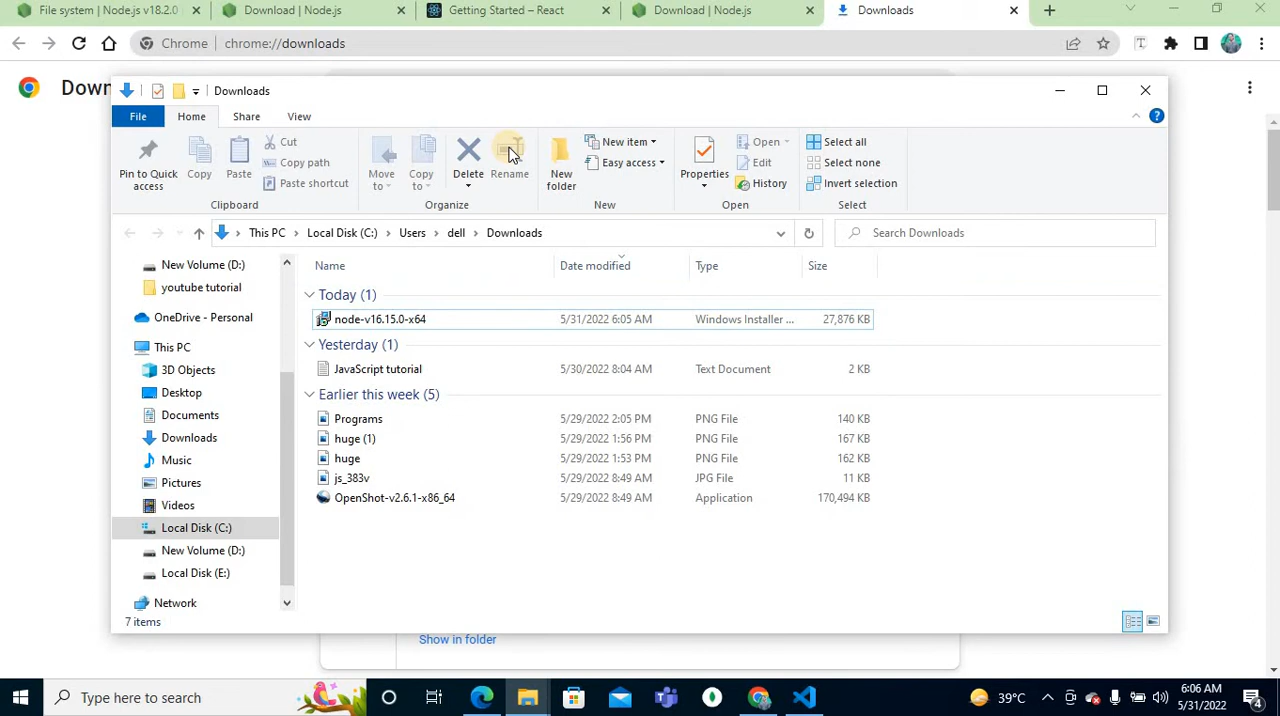 File system | Node.js v18.2.0
Download | Node.js
Getting Started – React
Download | Node.js
Downloads
Chrome
chrome://downloads
Down
Downloads
File
Home
Share
View
Pin to Quick access
Copy
Paste
Cut
Copy path
Paste shortcut
Clipboard
Move to
Copy to
Delete
Rename
Organize
New folder
New item
Easy access
New
Properties
Open
Edit
History
Open
Select all
Select none
Invert selection
Select
This PC > Local Disk (C:) > Users > dell > Downloads
Search Downloads
New Volume (D:)
youtube tutorial
OneDrive - Personal
This PC
3D Objects
Desktop
Documents
Downloads
Music
Pictures
Videos
Local Disk (C:)
New Volume (D:)
Local Disk (E:)
Network
Name Date modified Type Size
Today (1)
node-v16.15.0-x64 5/31/2022 6:05 AM Windows Installer ... 27,876 KB
Yesterday (1)
JavaScript tutorial 5/30/2022 8:04 AM Text Document 2 KB
Earlier this week (5)
Programs 5/29/2022 2:05 PM PNG File 140 KB
huge (1) 5/29/2022 1:56 PM PNG File 167 KB
huge 5/29/2022 1:53 PM PNG File 162 KB
js_383v 5/29/2022 8:49 AM JPG File 11 KB
OpenShot-v2.6.1-x86_64 5/29/2022 8:49 AM Application 170,494 KB
7 items
Show in folder
Type here to search
39°C
6:06 AM
5/31/2022
4